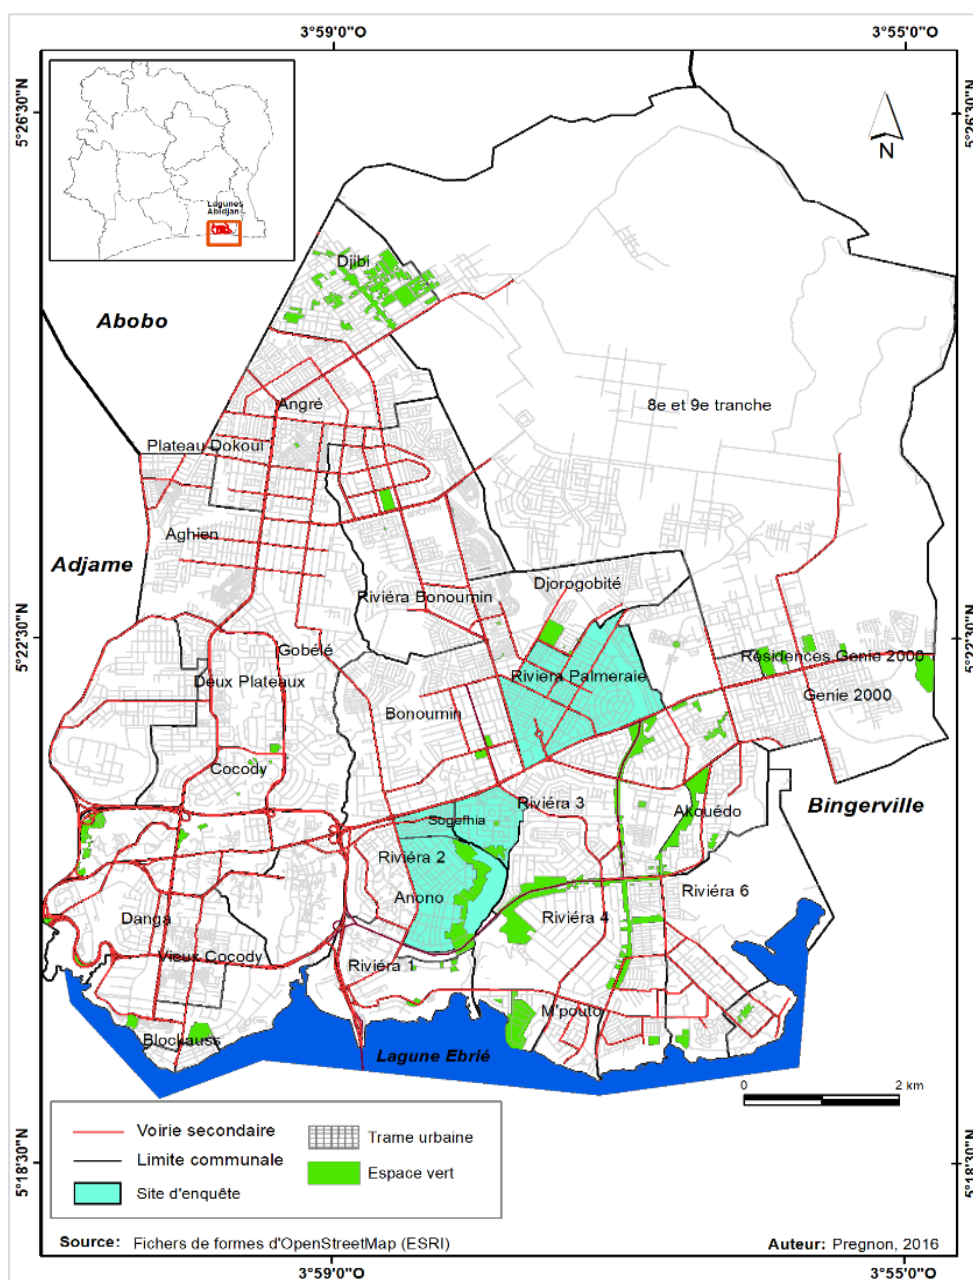 3°59'0"O
3°55'0"O
5°26'30"N
5°26'30"N
N
Lagunes
Abidjan
Djibi
Abobo
Angré
8e et 9e tranche
Plateau Dokoui
Aghien
Adjame
Djorogobité
Riviéra Bonoumin
5°22'30"N
5°22'30"N
Gobélé
Résidences Genie 2000
Riviera Palmeraie
Deux Plateaux
Genie 2000
Bonoumin
Cocody
Riviéra 3
Bingerville
Akouédo
Sogefhia
Riviéra 2
Riviéra 6
Anono
Danga
Riviéra 4
Vieux Cocody
Riviéra 1
M'pouto
Blockauss
Lagune Ebrié
0
2 km
Voirie secondaire
Trame urbaine
Limite communale
Espace vert
Site d'enquête
5°18'30"N
5°18'30"N
Source: Fichiers de formes d'OpenStreetMap (ESRI)
Auteur: Pregnon, 2016
3°59'0"O
3°55'0"O